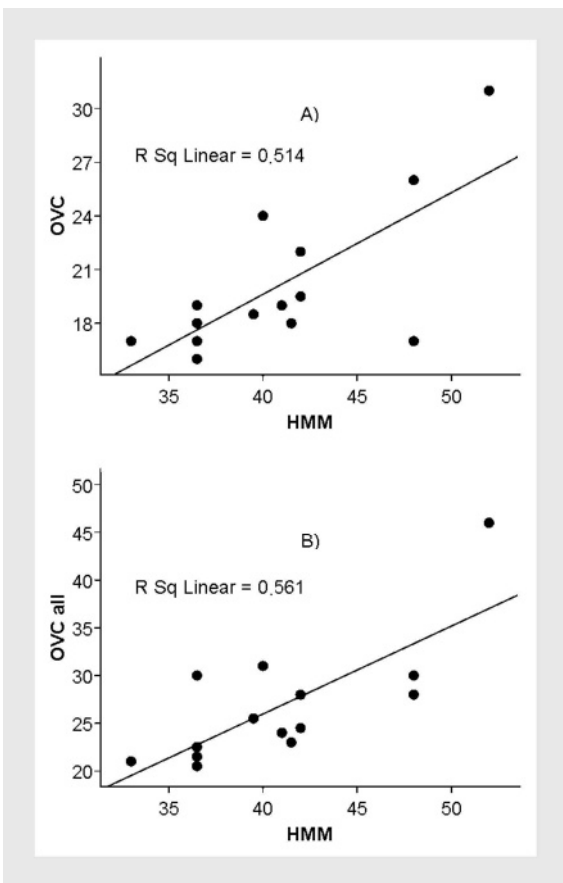 A)
R Sq Linear = 0,514
OVC
30
27
24
21
18
35 40 45 50
HMM
B)
R Sq Linear = 0,561
OVC all
50
45
40
35
30
25
20
35 40 45 50
HMM